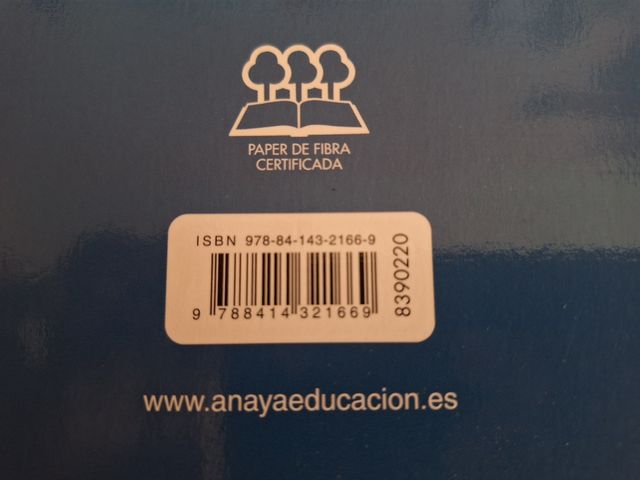 PAPER DE FIBRA
CERTIFICADA
ISBN 978-84-143-2166-9
9 788414 321669
8390220
www.anayaeducacion.es